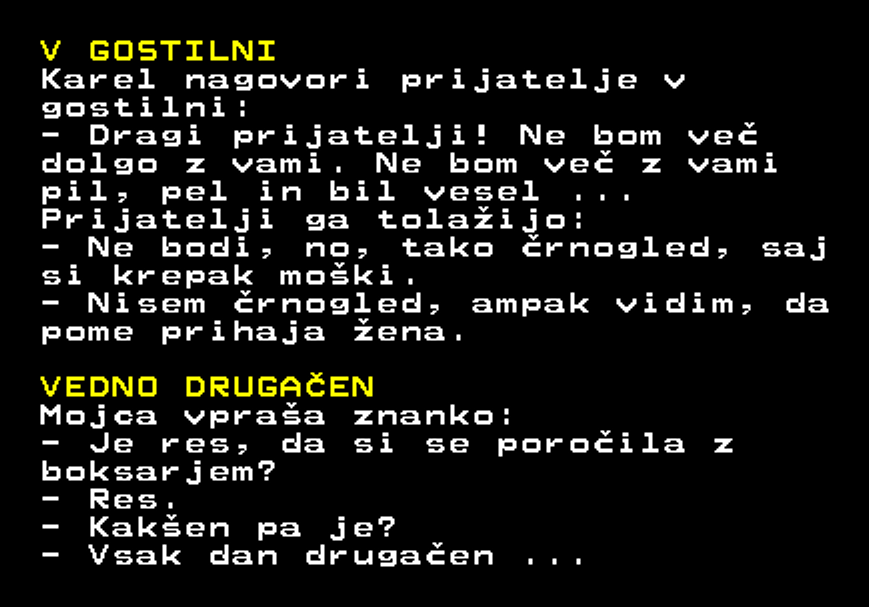 V GOSTILNI
Karel nagovori prijatelje v
gostilni:
- Dragi prijatelji! Ne bom več
dolgo z vami. Ne bom več z vami
pil, pel in bil vesel ...
Prijatelji ga tolažijo:
- Ne bodi, no, tako črnogled, saj
si krepak moški.
- Nisem črnogled, ampak vidim, da
pome prihaja žena.
VEDNO DRUGAČEN
Mojca vpraša znanko:
- Je res, da si se poročila z
boksarjem?
- Res.
- Kakšen pa je?
- Vsak dan drugačen ...